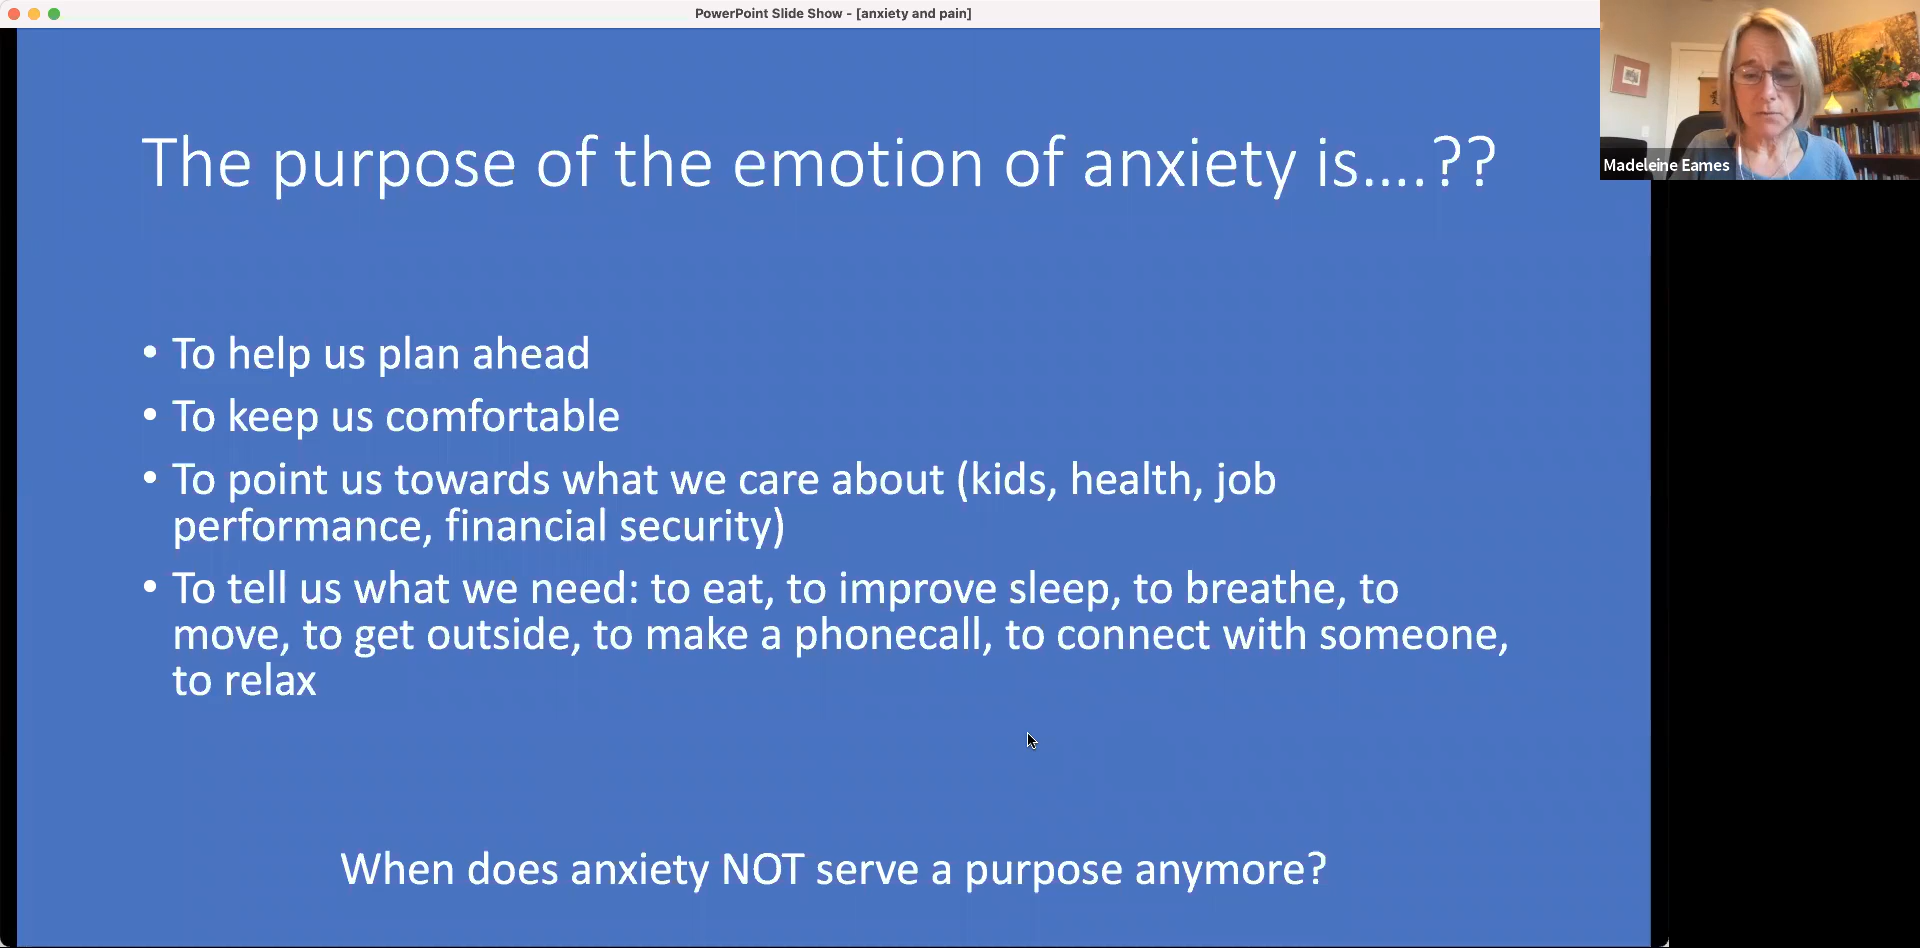 PowerPoint Slide Show - [anxiety and pain]
Madeleine Eames
The purpose of the emotion of anxiety is....??
• To help us plan ahead
• To keep us comfortable
• To point us towards what we care about (kids, health, job
performance, financial security)
• To tell us what we need: to eat, to improve sleep, to breathe, to
move, to get outside, to make a phonecall, to connect with someone,
to relax
When does anxiety NOT serve a purpose anymore?